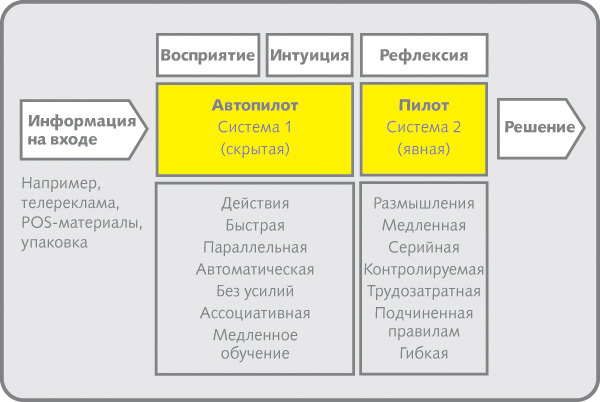 Восприятие
Интуиция
Рефлексия
Информация
на входе
Автопилот
Система 1
(скрытая)
Пилот
Система 2
(явная)
Решение
Например,
телереклама,
POS-материалы,
упаковка
Действия
Быстрая
Параллельная
Автоматическая
Без усилий
Ассоциативная
Медленное
обучение
Размышления
Медленная
Серийная
Контролируемая
Трудозатратная
Подчиненная
правилам
Гибкая